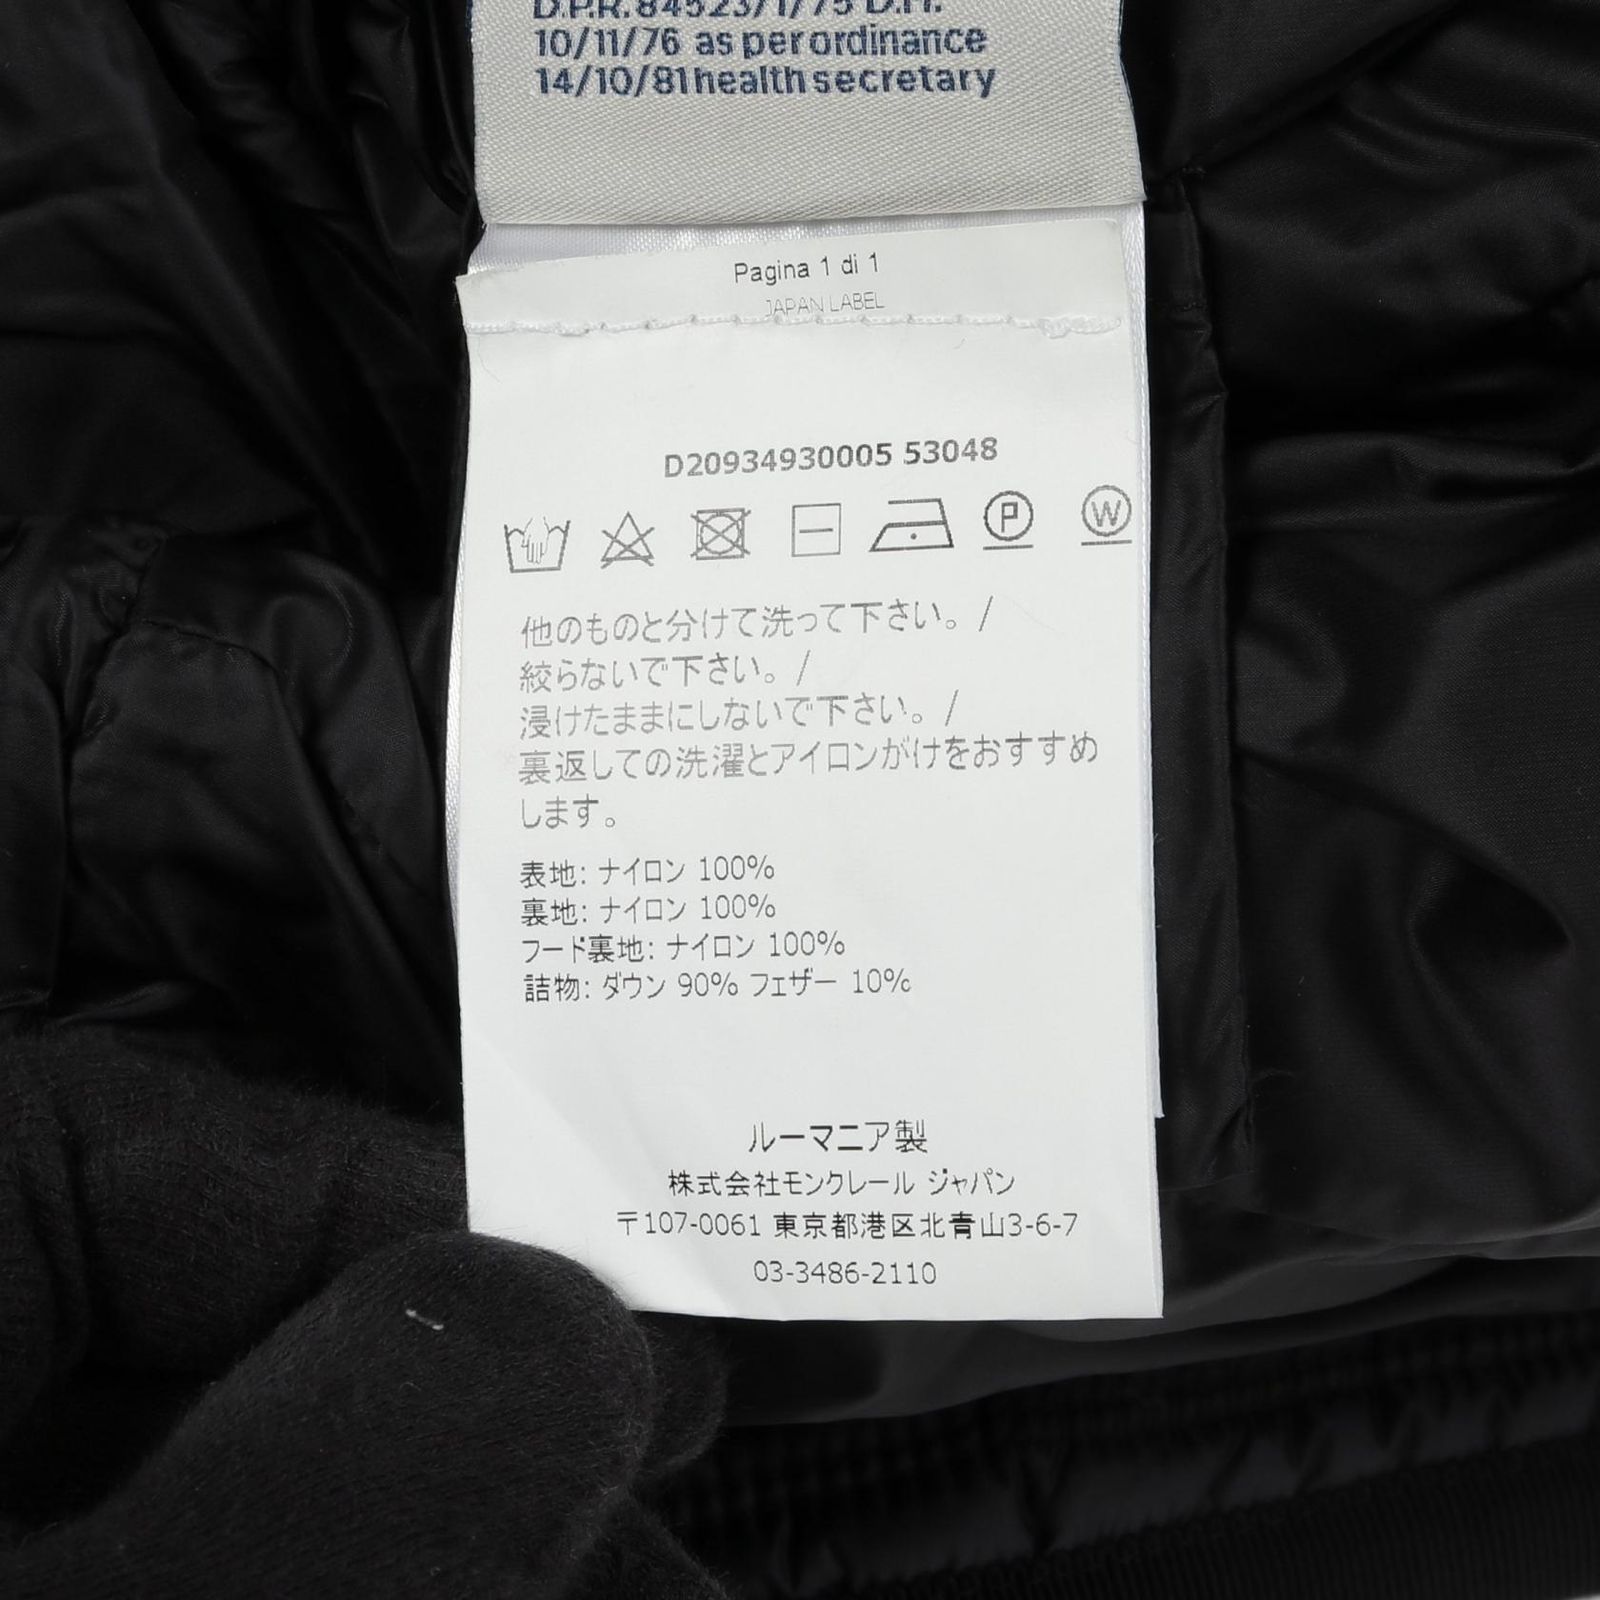 D.P.R. 84523/1/75 D.M.
10/11/76 as per ordinance
14/10/81 health secretary
Pagina 1 di 1
JAPAN LABEL
D20934930005 53048
P W
他のものと分けて洗って下さい。/
絞らないで下さい。/
浸けたままにしないで下さい。/
裏返しての洗濯とアイロンがけをおすすめ
します。
表地: ナイロン 100%
裏地: ナイロン 100%
フード裏地: ナイロン 100%
詰物: ダウン 90% フェザー 10%
ルーマニア製
株式会社モンクレール ジャパン
〒107-0061 東京都港区北青山3-6-7
03-3486-2110